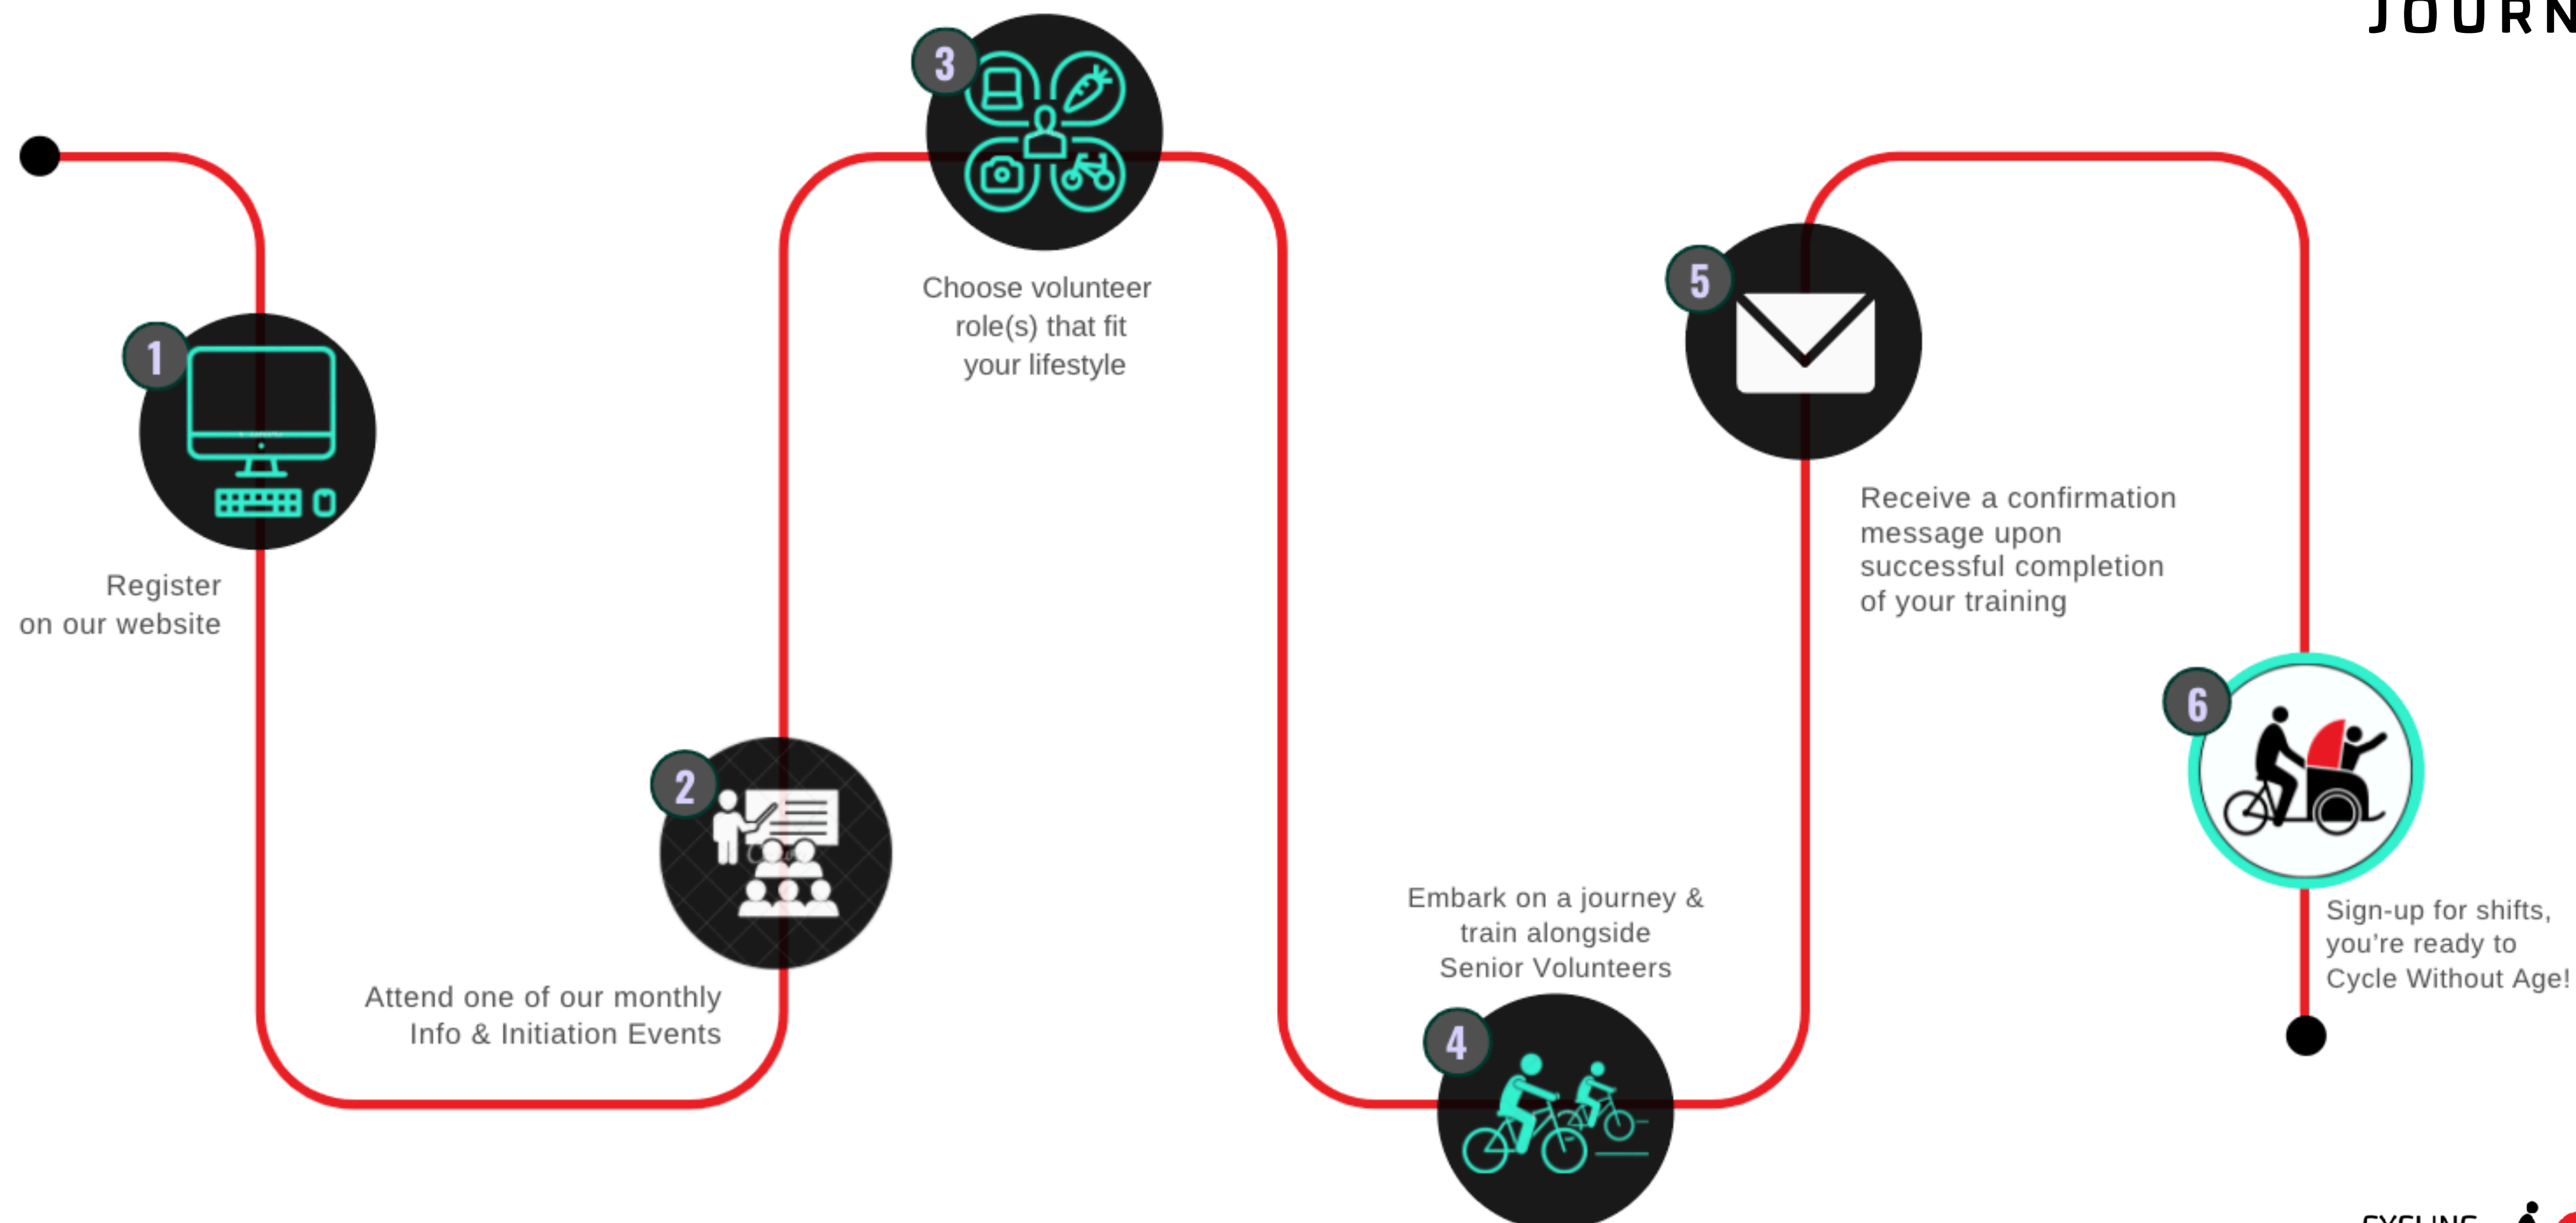 JOURN
1
Register
on our website
2
Attend one of our monthly
Info & Initiation Events
3
Choose volunteer
role(s) that fit
your lifestyle
4
Embark on a journey &
train alongside
Senior Volunteers
5
Receive a confirmation
message upon
successful completion
of your training
6
Sign-up for shifts,
you're ready to
Cycle Without Age!
CYCLING